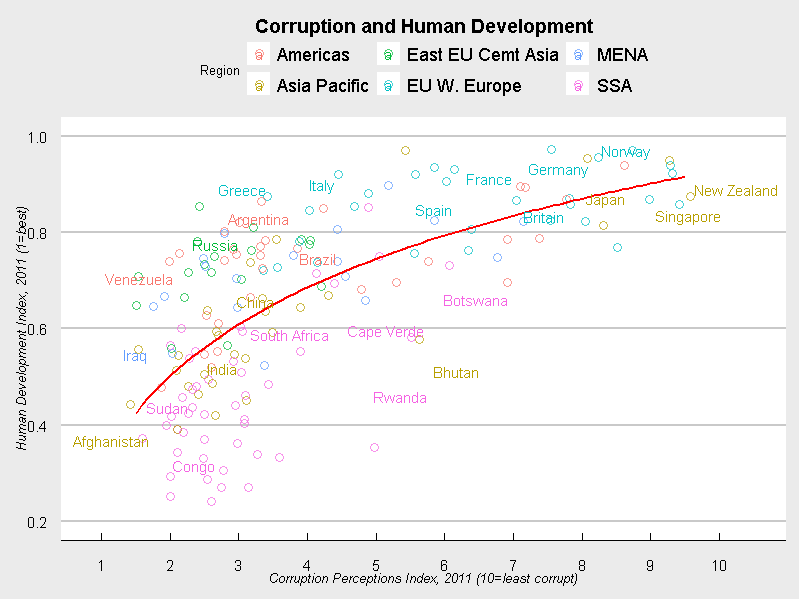 Corruption and Human Development
Region
a Americas a East EU Cemt Asia a MENA
a Asia Pacific a EU W. Europe a SSA
Human Development Index, 2011 (1=best)
1.0
0.8
0.6
0.4
0.2
Norway
Germany
France
Greece
Italy
New Zealand
Japan
Singapore
Spain
Britain
Argentina
Russia
Brazil
Venezuela
China
Botswana
South Africa
Cape Verde
Iraq
India
Bhutan
Rwanda
Sudan
Afghanistan
Congo
1 2 3 4 5 6 7 8 9 10
Corruption Perceptions Index, 2011 (10=least corrupt)